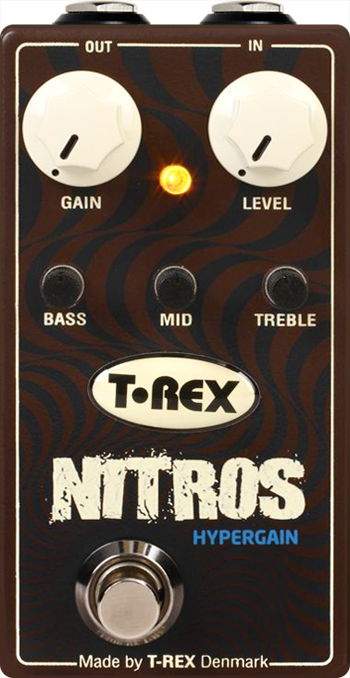 OUT IN
GAIN LEVEL
BASS MID TREBLE
T•REX
NITROS
HYPERGAIN
Made by T-REX Denmark